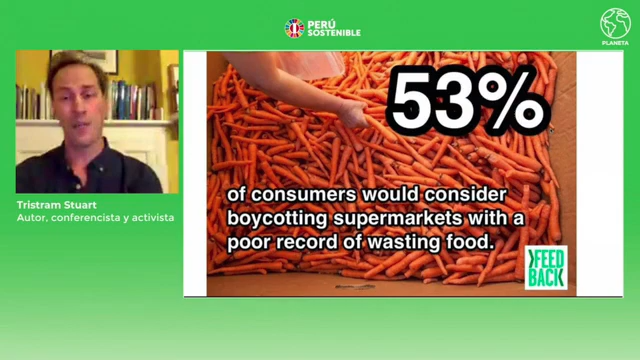 PERÚ
SOSTENIBLE
PLANETA
Tristram Stuart
Autor, conferencista y activista
53%
of consumers would consider
boycotting supermarkets with a
poor record of wasting food.
FEED
BACK